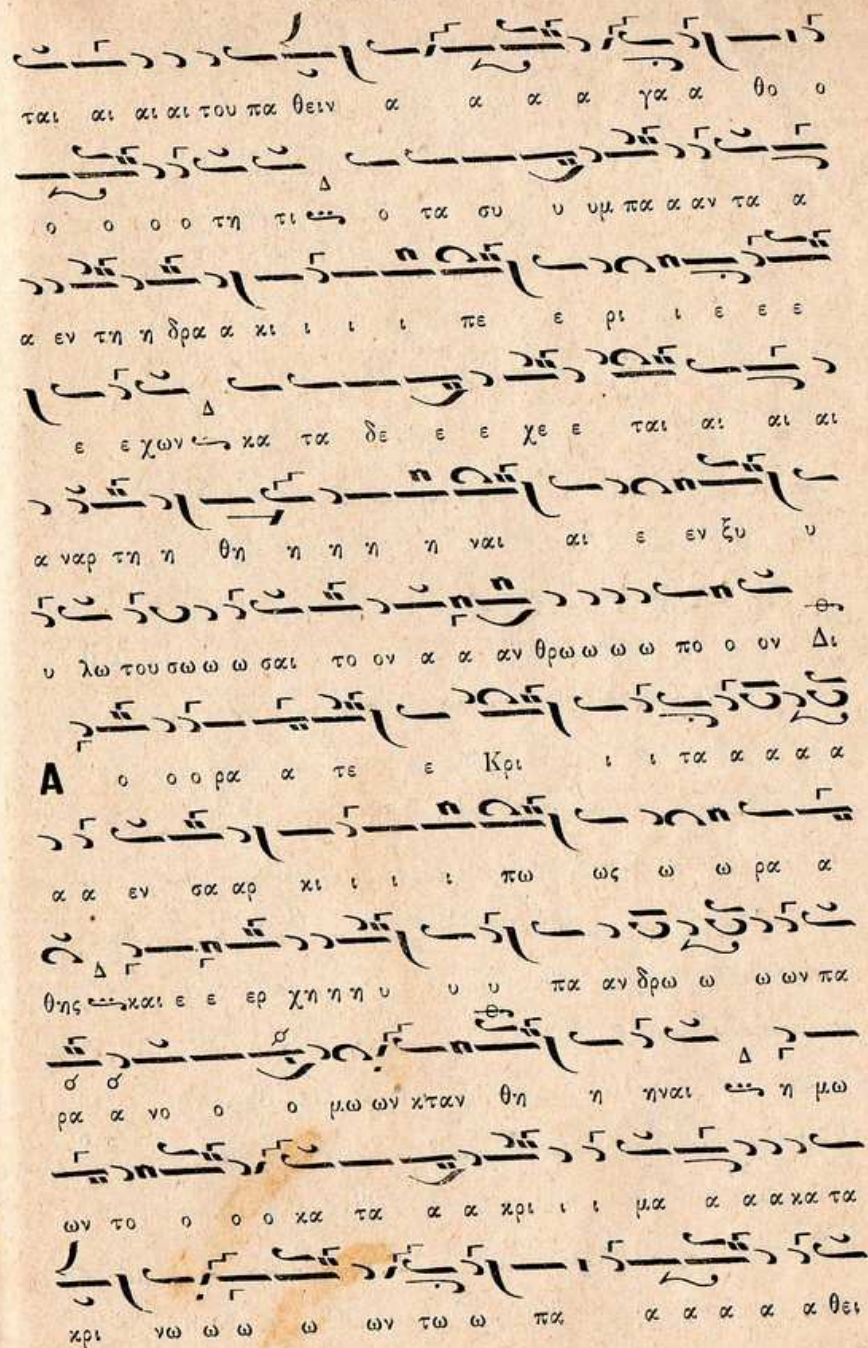 ται αι αι αι του πα θειν α α α α γα α θο ο
ο ο ο ο τη τι Δ ο τα συ υ υμ πα α αν τα α
α εν τη η δρα α κι ι ι ι πε ε ρι ι ε ε ε
ε ε χων Δ κα τα δε ε ε χε ε ται αι αι αι
α ναρ τη η θη η η η η ναι αι ε εν ξυ υ
υ λω του σω ω ω σαι το ον α α αν θρω ω ω ω πο ο ον Δι
Α ο ο ο ρα α τε ε Κρι ι ι τα α α α α
α α εν σα αρ κι ι ι ι πω ως ω ω ρα α
θης Δ και ε ε ερ χη η η υ υ υ πα αν δρω ω ω ων πα
ρα α νο ο ο μω ων κ'ταν θη η ηναι Δ η μω
ων το ο ο ο κα τα α α κρι ι ι μα α α α κα τα
κρι νω ω ω ω ων τω ω πα α α α α α θει